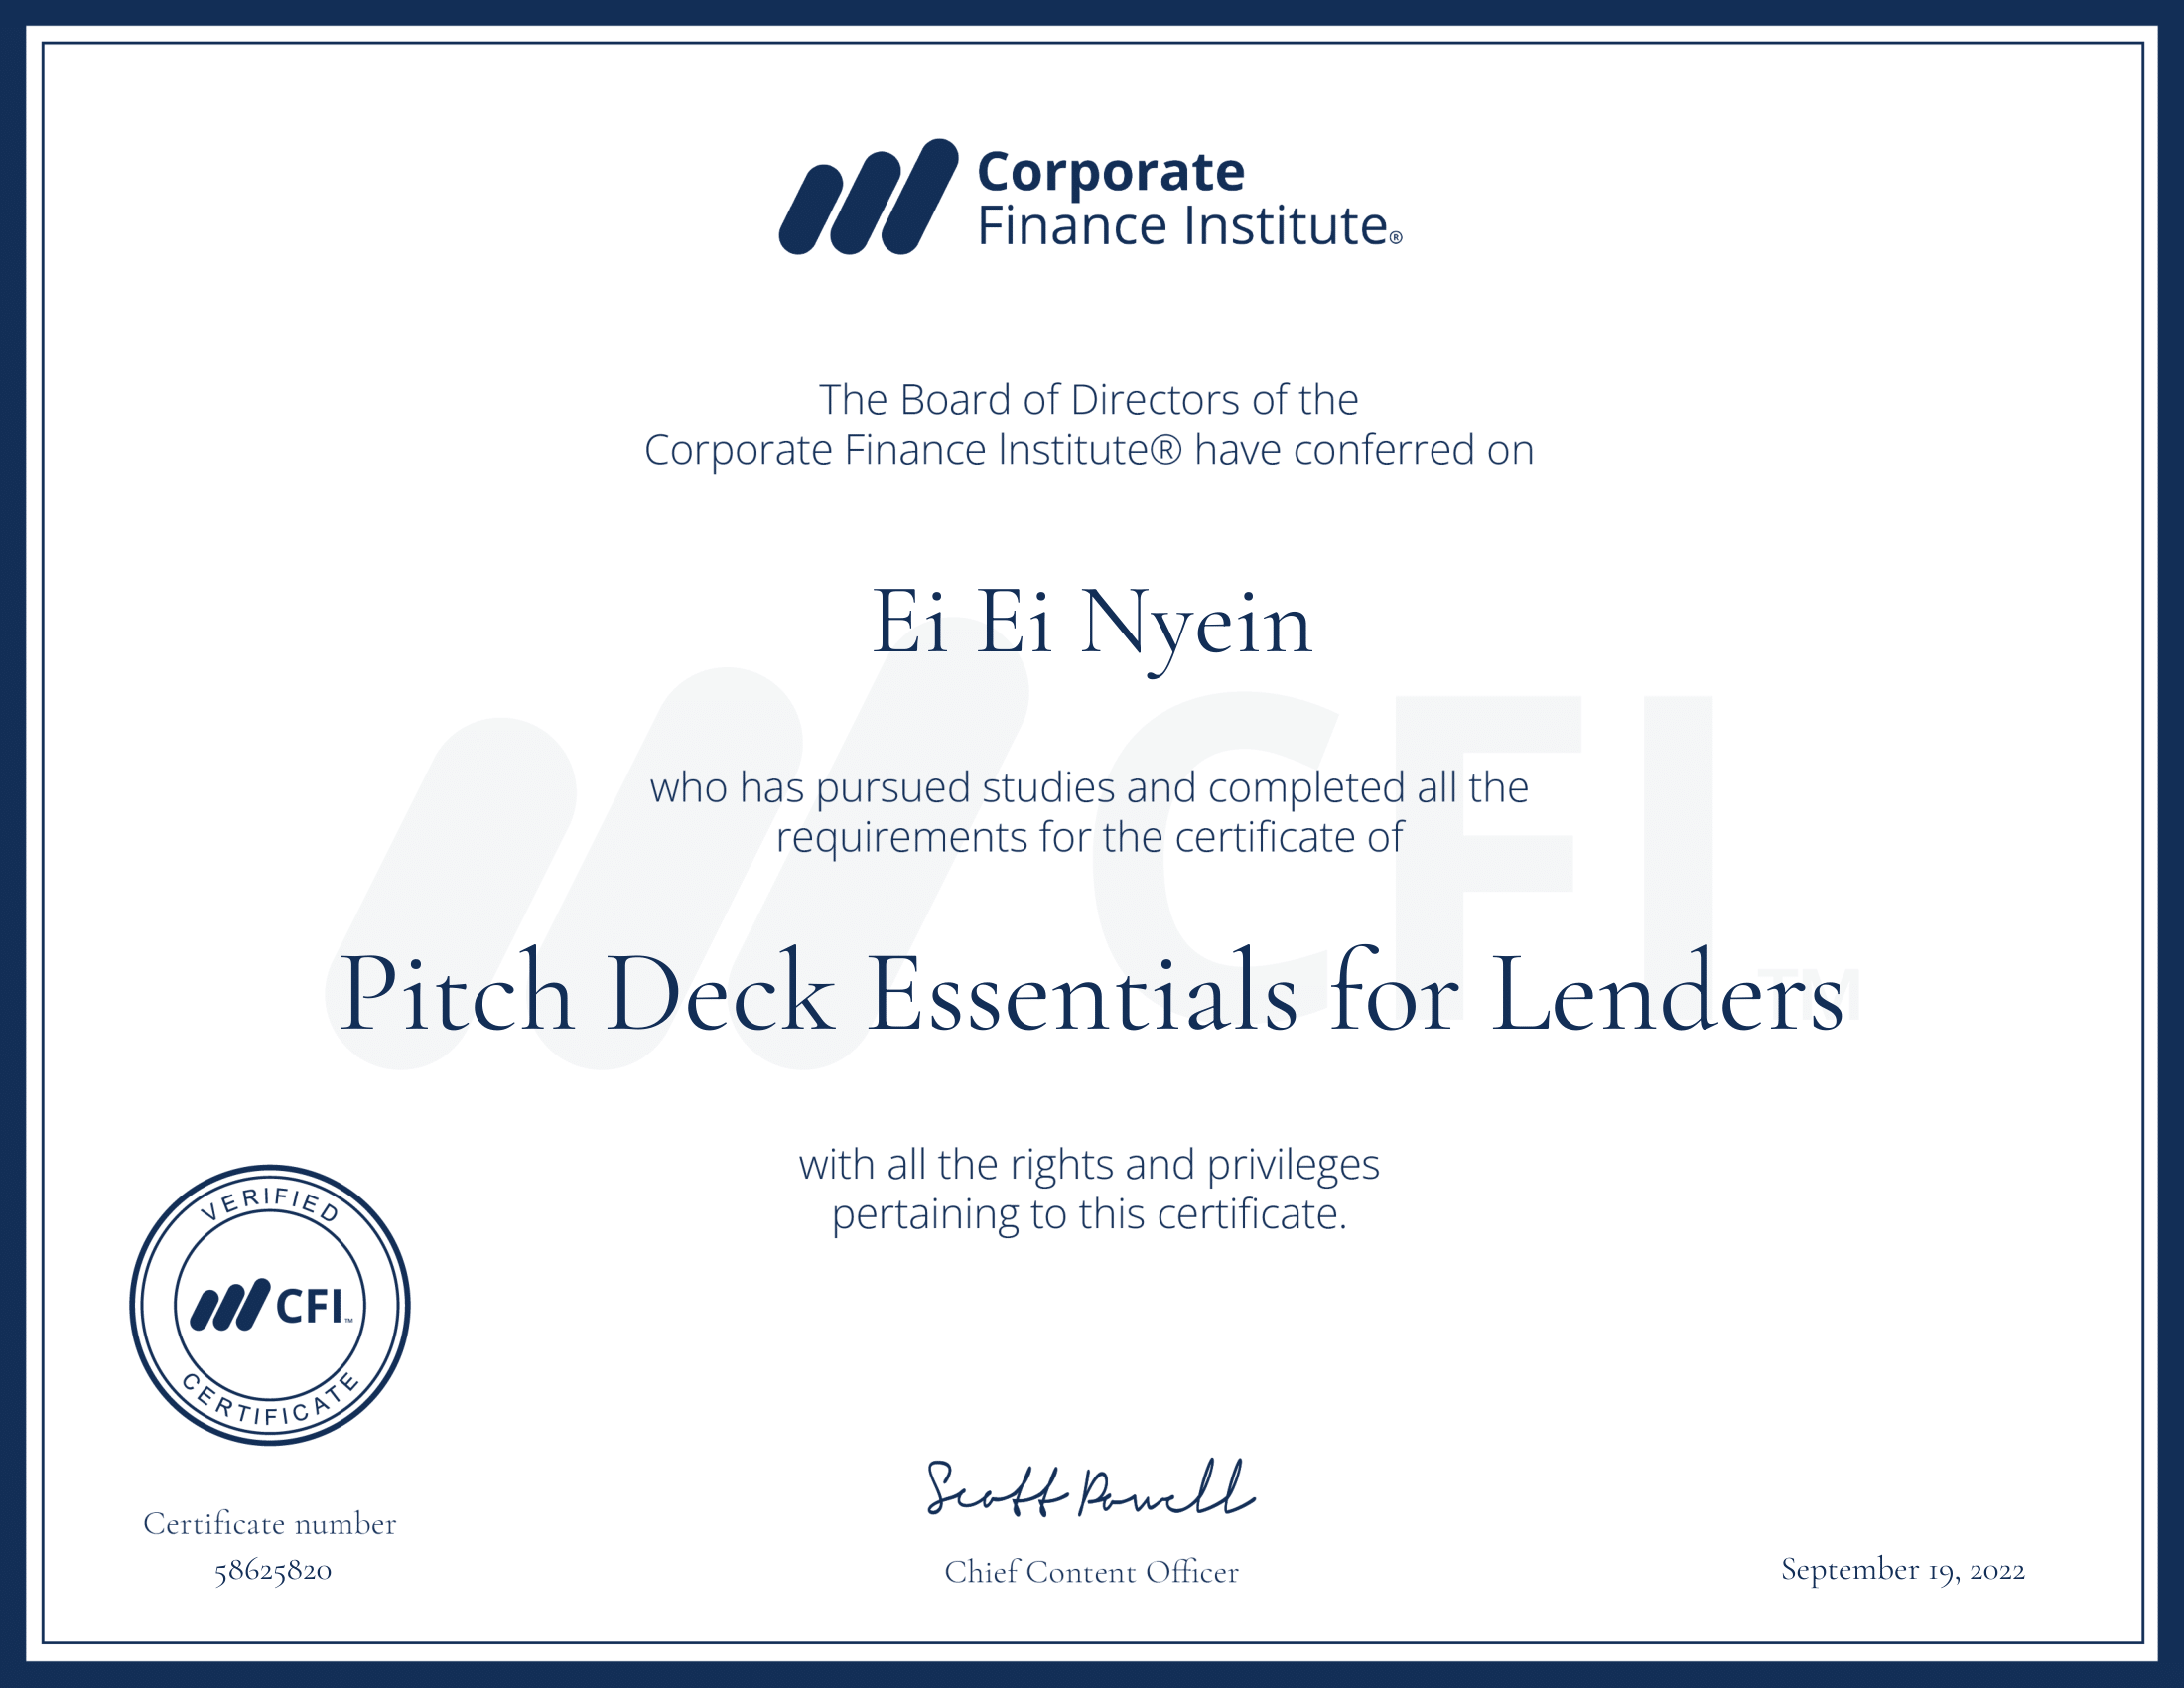 Corporate
Finance Institute®
The Board of Directors of the
Corporate Finance Institute® have conferred on
Ei Ei Nyein
who has pursued studies and completed all the
requirements for the certificate of
CFI™
Pitch Deck Essentials for Lenders
with all the rights and privileges
pertaining to this certificate.
VERIFIED
CFI™
CERTIFICATE
Scott Powell
Certificate number
58625820
Chief Content Officer
September 19, 2022